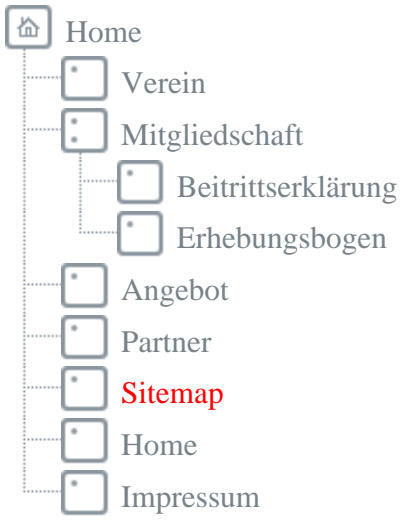 Home
Verein
Mitgliedschaft
Beitrittserklärung
Erhebungsbogen
Angebot
Partner
Sitemap
Home
Impressum